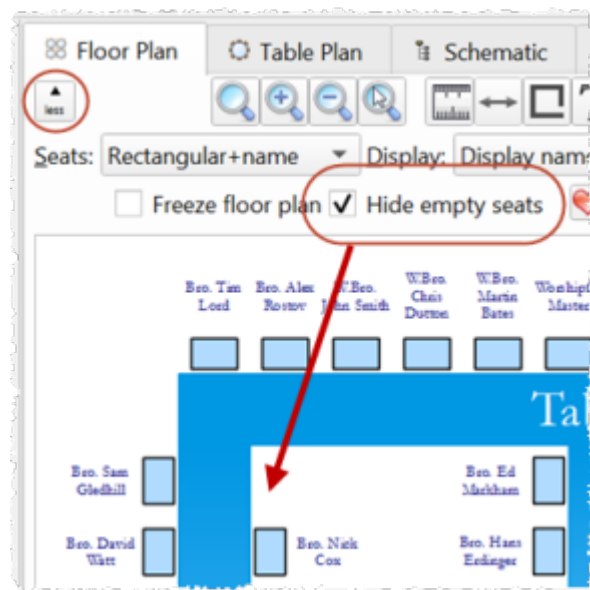 Floor Plan Table Plan Schematic
less
Seats: Rectangular+name Display: Display nam
Freeze floor plan Hide empty seats
Bro. Tim Lord
Bro. Alex Rostov
W.Bro. John Smith
W.Bro. Chris Dutton
W.Bro. Martin Bates
Worshipf Master
Tab
Bro. Sam Gledhill
Bro. Ed Markham
Bro. David Watt
Bro. Nick Cox
Bro. Hans Erdinger